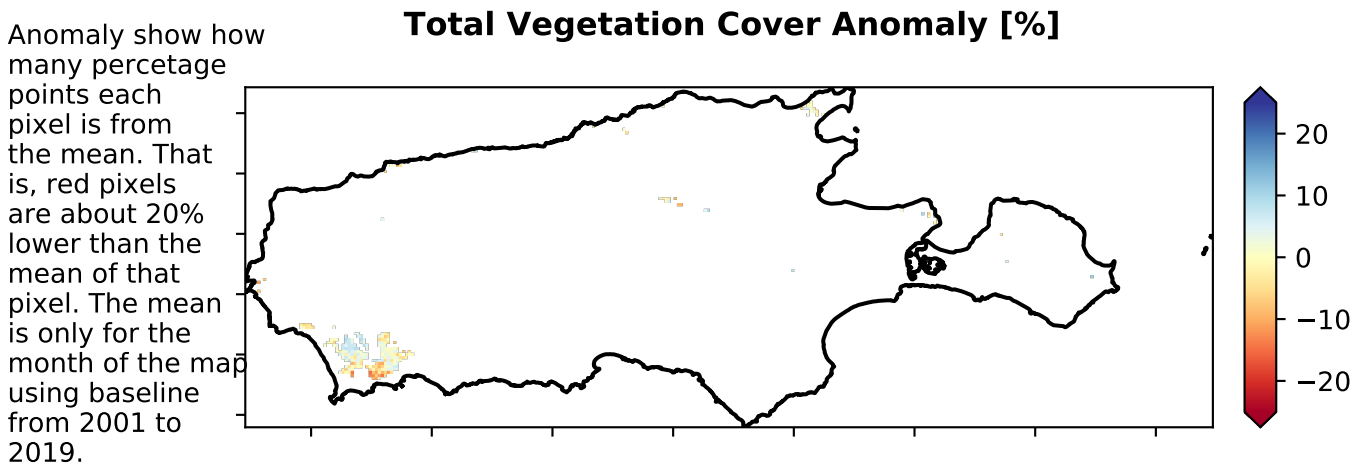 Total Vegetation Cover Anomaly [%]
Anomaly show how
many percetage
points each
pixel is from
the mean. That
is, red pixels
are about 20%
lower than the
mean of that
pixel. The mean
is only for the
month of the map
using baseline
from 2001 to
2019.
20
10
0
−10
−20